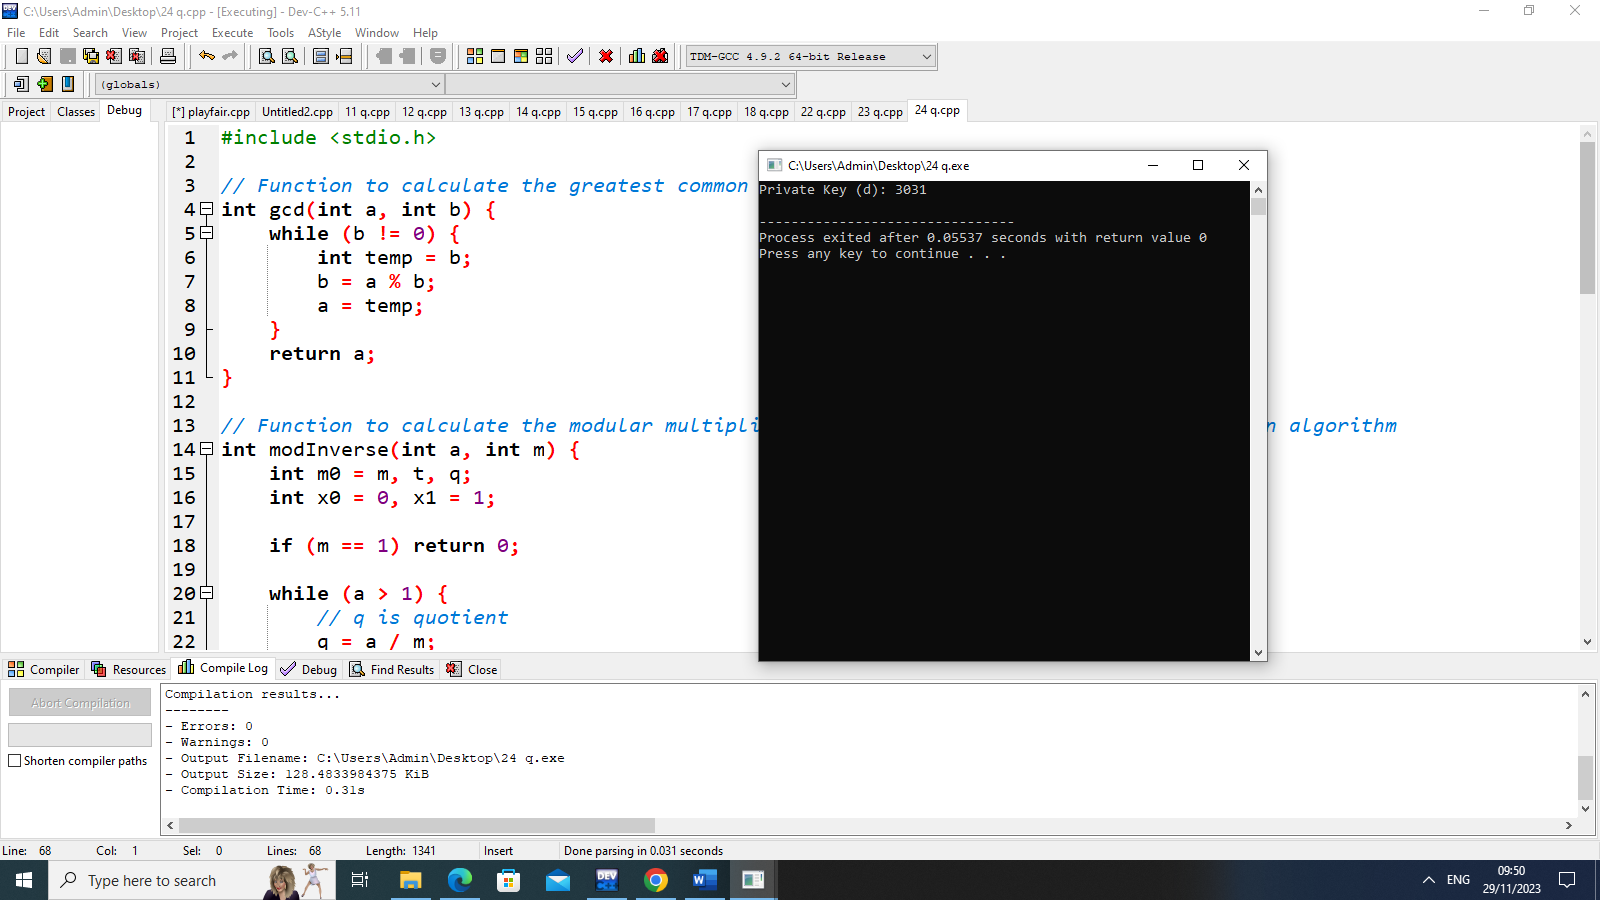 C:\Users\Admin\Desktop\24 q.cpp - [Executing] - Dev-C++ 5.11
File Edit Search View Project Execute Tools AStyle Window Help
TDM-GCC 4.9.2 64-bit Release
(globals)
Project Classes Debug
[*] playfair.cpp Untitled2.cpp 11 q.cpp 12 q.cpp 13 q.cpp 14 q.cpp 15 q.cpp 16 q.cpp 17 q.cpp 18 q.cpp 22 q.cpp 23 q.cpp 24 q.cpp
1 #include <stdio.h>
2
3 // Function to calculate the greatest common
4 int gcd(int a, int b) {
5 while (b != 0) {
6 int temp = b;
7 b = a % b;
8 a = temp;
9 }
10 return a;
11 }
12
13 // Function to calculate the modular multipli n algorithm
14 int modInverse(int a, int m) {
15 int m0 = m, t, q;
16 int x0 = 0, x1 = 1;
17
18 if (m == 1) return 0;
19
20 while (a > 1) {
21 // q is quotient
22 q = a / m;
C:\Users\Admin\Desktop\24 q.exe
Private Key (d): 3031
--------------------------------
Process exited after 0.05537 seconds with return value 0
Press any key to continue . . .
Compiler Resources Compile Log Debug Find Results Close
Abort Compilation
Shorten compiler paths
Compilation results...
--------
- Errors: 0
- Warnings: 0
- Output Filename: C:\Users\Admin\Desktop\24 q.exe
- Output Size: 128.4833984375 KiB
- Compilation Time: 0.31s
Line: 68 Col: 1 Sel: 0 Lines: 68 Length: 1341 Insert Done parsing in 0.031 seconds
Type here to search
DEV
ENG
09:50
29/11/2023